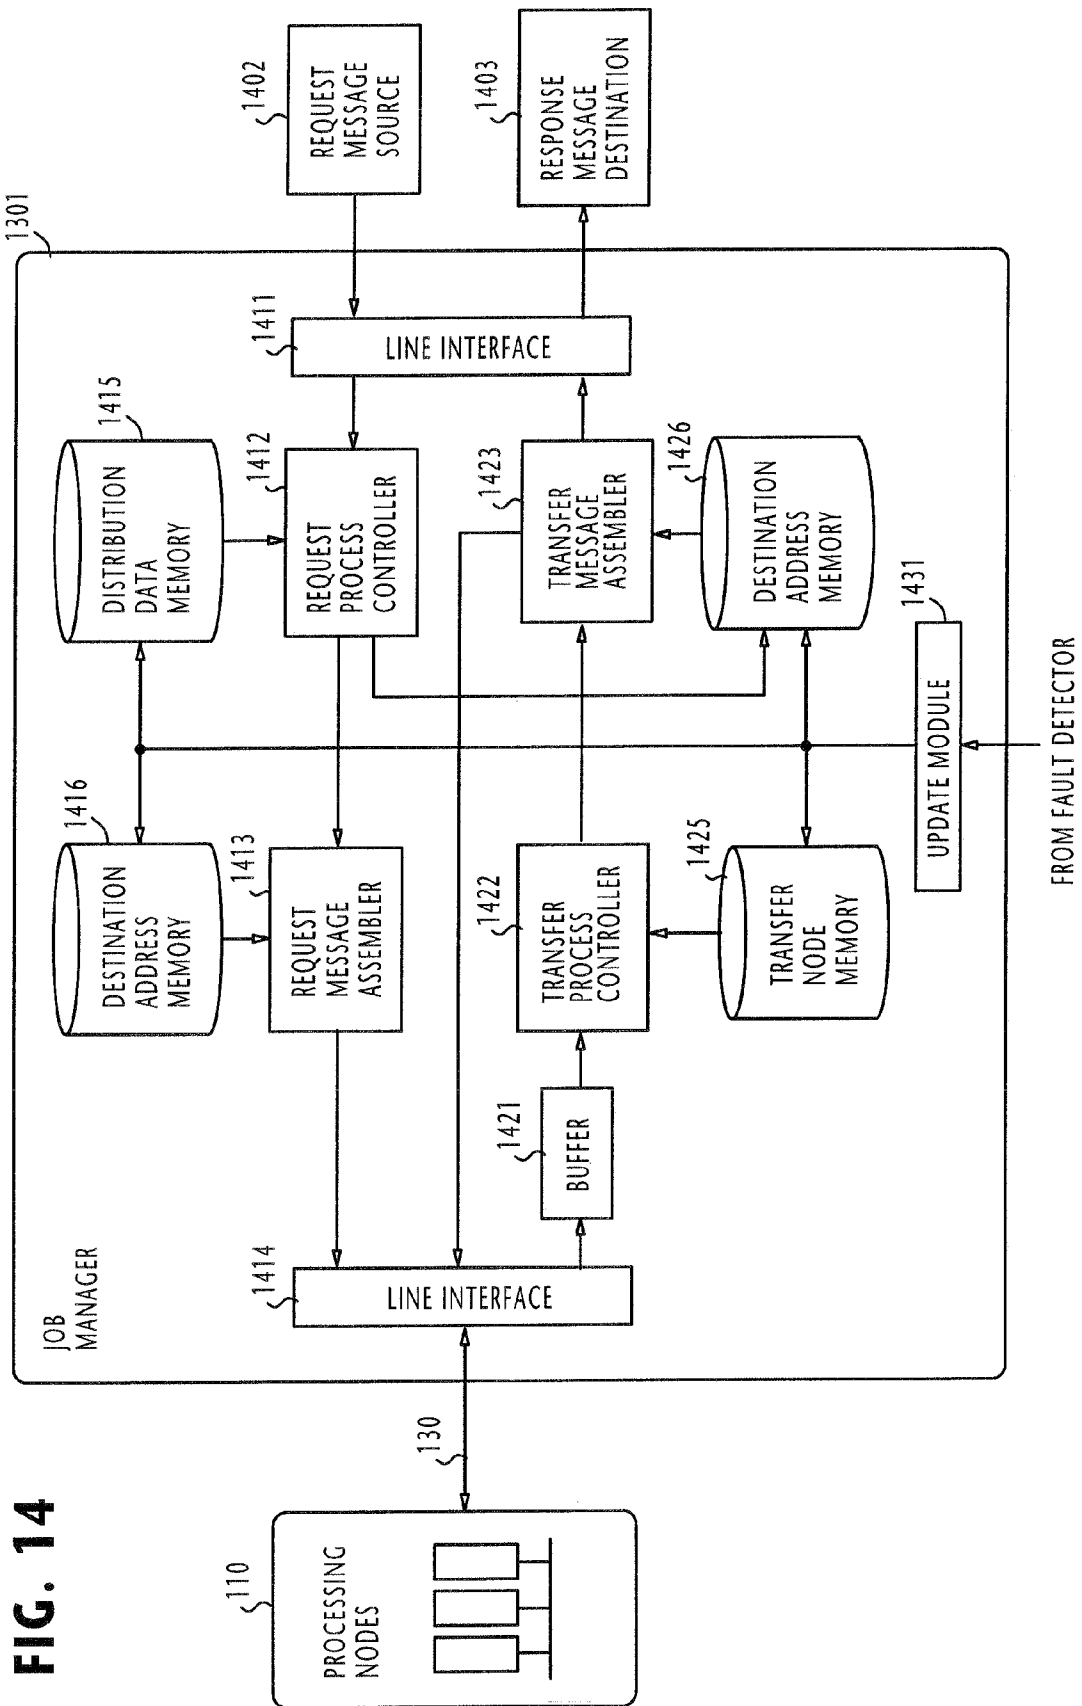 FIG. 14
1301
JOB
MANAGER
110
PROCESSING
NODES
130
1414
LINE INTERFACE
1416
DESTINATION
ADDRESS
MEMORY
1413
REQUEST
MESSAGE
ASSEMBLER
1415
DISTRIBUTION
DATA
MEMORY
1412
REQUEST
PROCESS
CONTROLLER
1411
LINE INTERFACE
1402
REQUEST
MESSAGE
SOURCE
1403
RESPONSE
MESSAGE
DESTINATION
1421
BUFFER
1422
TRANSFER
PROCESS
CONTROLLER
1423
TRANSFER
MESSAGE
ASSEMBLER
1425
TRANSFER
NODE
MEMORY
1426
DESTINATION
ADDRESS
MEMORY
1431
UPDATE MODULE
FROM FAULT DETECTOR